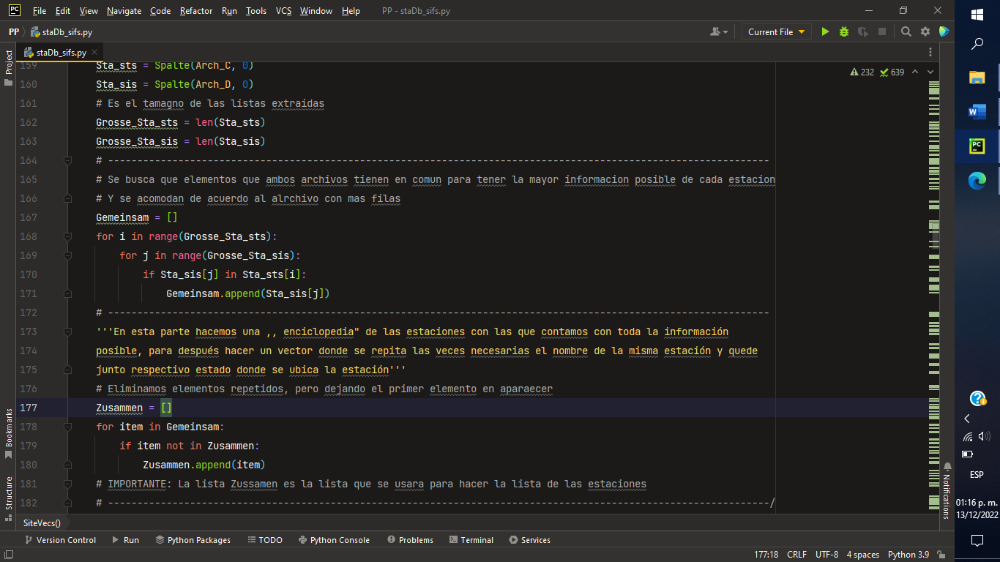 PC File Edit View Navigate Code Refactor Run Tools VCS Window Help PP - staDb_sifs.py
PP staDb_sifs.py Current File
staDb_sifs.py
Project
232 639
159 Sta_sts = Spalte(Arch_C, 0)
160 Sta_sis = Spalte(Arch_D, 0)
161 # Es el tamagno de las listas extraidas
162 Grosse_Sta_sts = len(Sta_sts)
163 Grosse_Sta_sis = len(Sta_sis)
164 # -----------------------------------------------------------------------------------------------------------------
165 # Se busca que elementos que ambos archivos tienen en comun para tener la mayor informacion posible de cada estacion
166 # Y se acomodan de acuerdo al alrchivo con mas filas
167 Gemeinsam = []
168 for i in range(Grosse_Sta_sts):
169 for j in range(Grosse_Sta_sis):
170 if Sta_sis[j] in Sta_sts[i]:
171 Gemeinsam.append(Sta_sis[j])
172 # -----------------------------------------------------------------------------------------------------------------
173 '''En esta parte hacemos una ,, enciclopedia" de las estaciones con las que contamos con toda la información
174 posible, para después hacer un vector donde se repita las veces necesarias el nombre de la misma estación y quede
175 junto respectivo estado donde se ubica la estación'''
176 # Eliminamos elementos repetidos, pero dejando el primer elemento en aparaecer
177 Zusammen = []
178 for item in Gemeinsam:
179 if item not in Zusammen:
180 Zusammen.append(item)
181 # IMPORTANTE: La lista Zussamen es la lista que se usara para hacer la lista de las estaciones
182 # -----------------------------------------------------------------------------------------------------------------/
Bookmarks
Structure
Notifications
SiteVecs()
Version Control Run Python Packages TODO Python Console Problems Terminal Services
177:18 CRLF UTF-8 4 spaces Python 3.9
W
PC
ESP
01:16 p. m.
13/12/2022